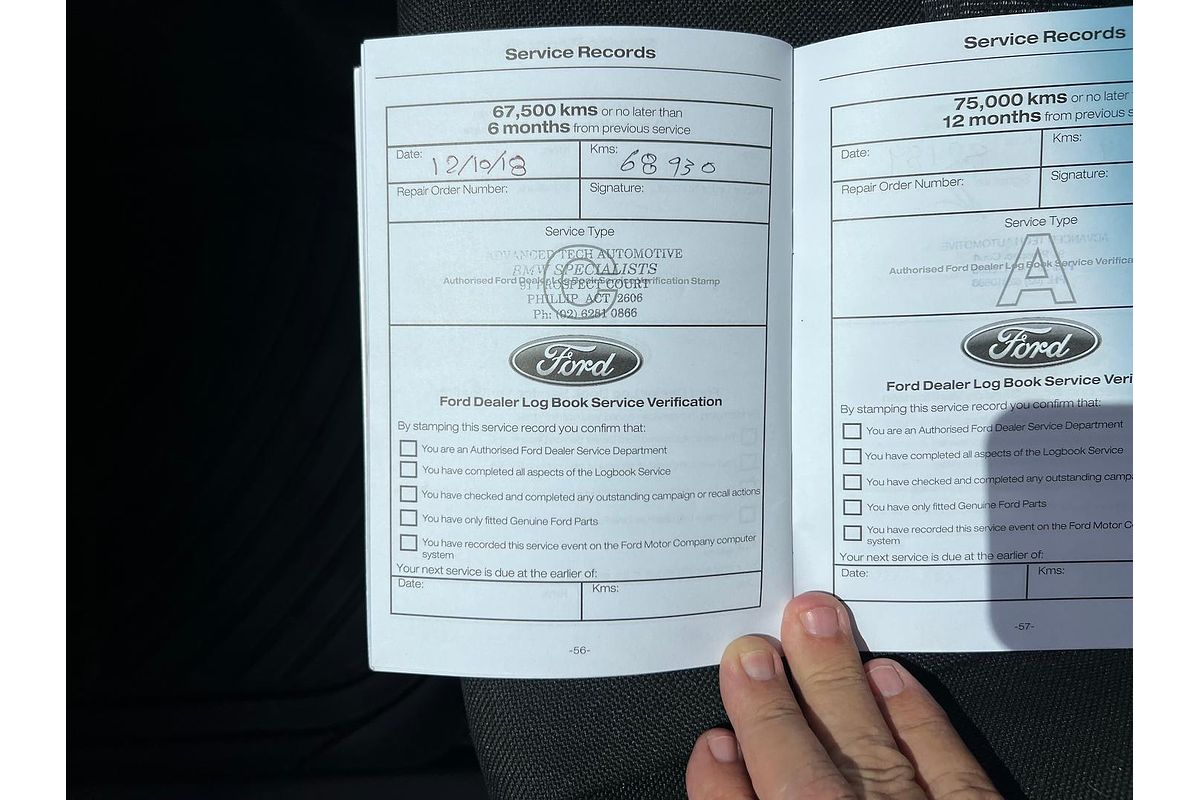 Service Records
67,500 kms or no later than
6 months from previous service
Date: 12/10/18
Kms: 68930
Repair Order Number:
Signature:
Service Type
ADVANCED TECH AUTOMOTIVE
BMW SPECIALISTS
Authorised Ford Dealer Log Book Service Verification Stamp
91 PROSPECT COURT
PHILLIP ACT 2606
Ph: (02) 6281 0866
C
Ford
Ford Dealer Log Book Service Verification
By stamping this service record you confirm that:
You are an Authorised Ford Dealer Service Department
You have completed all aspects of the Logbook Service
You have checked and completed any outstanding campaign or recall actions
You have only fitted Genuine Ford Parts
You have recorded this service event on the Ford Motor Company computer
system
Your next service is due at the earlier of:
Date:
Kms:
-56-
Service Records
75,000 kms or no later
12 months from previous s
Date:
Kms:
Repair Order Number:
Signature:
Service Type
Authorised Ford Dealer Log Book Service Verifica
A
Ford
Ford Dealer Log Book Service Veri
By stamping this service record you confirm that:
You are an Authorised Ford Dealer Service Department
You have completed all aspects of the Logbook Service
You have checked and completed any outstanding campa
You have only fitted Genuine Ford Parts
You have recorded this service event on the Ford Motor C
system
Your next service is due at the earlier of:
Date:
Kms:
-57-